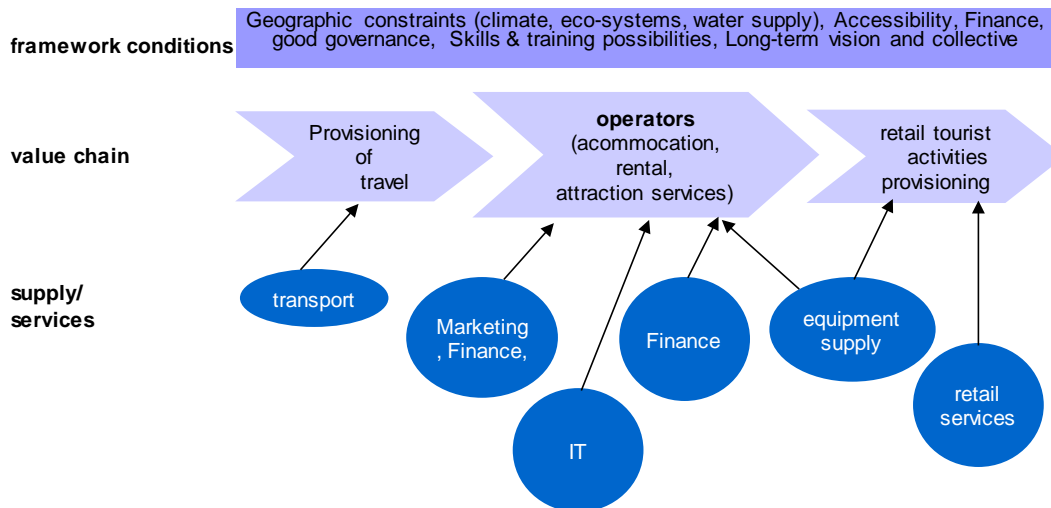 Geographic constraints (climate, eco-systems, water supply), Accessibility, Finance,
good governance, Skills & training possibilities, Long-term vision and collective
framework conditions
value chain
Provisioning
of
travel
operators
(acommocation,
rental,
attraction services)
retail tourist
activities
provisioning
supply/
services
transport
Marketing
, Finance,
IT
Finance
equipment
supply
retail
services